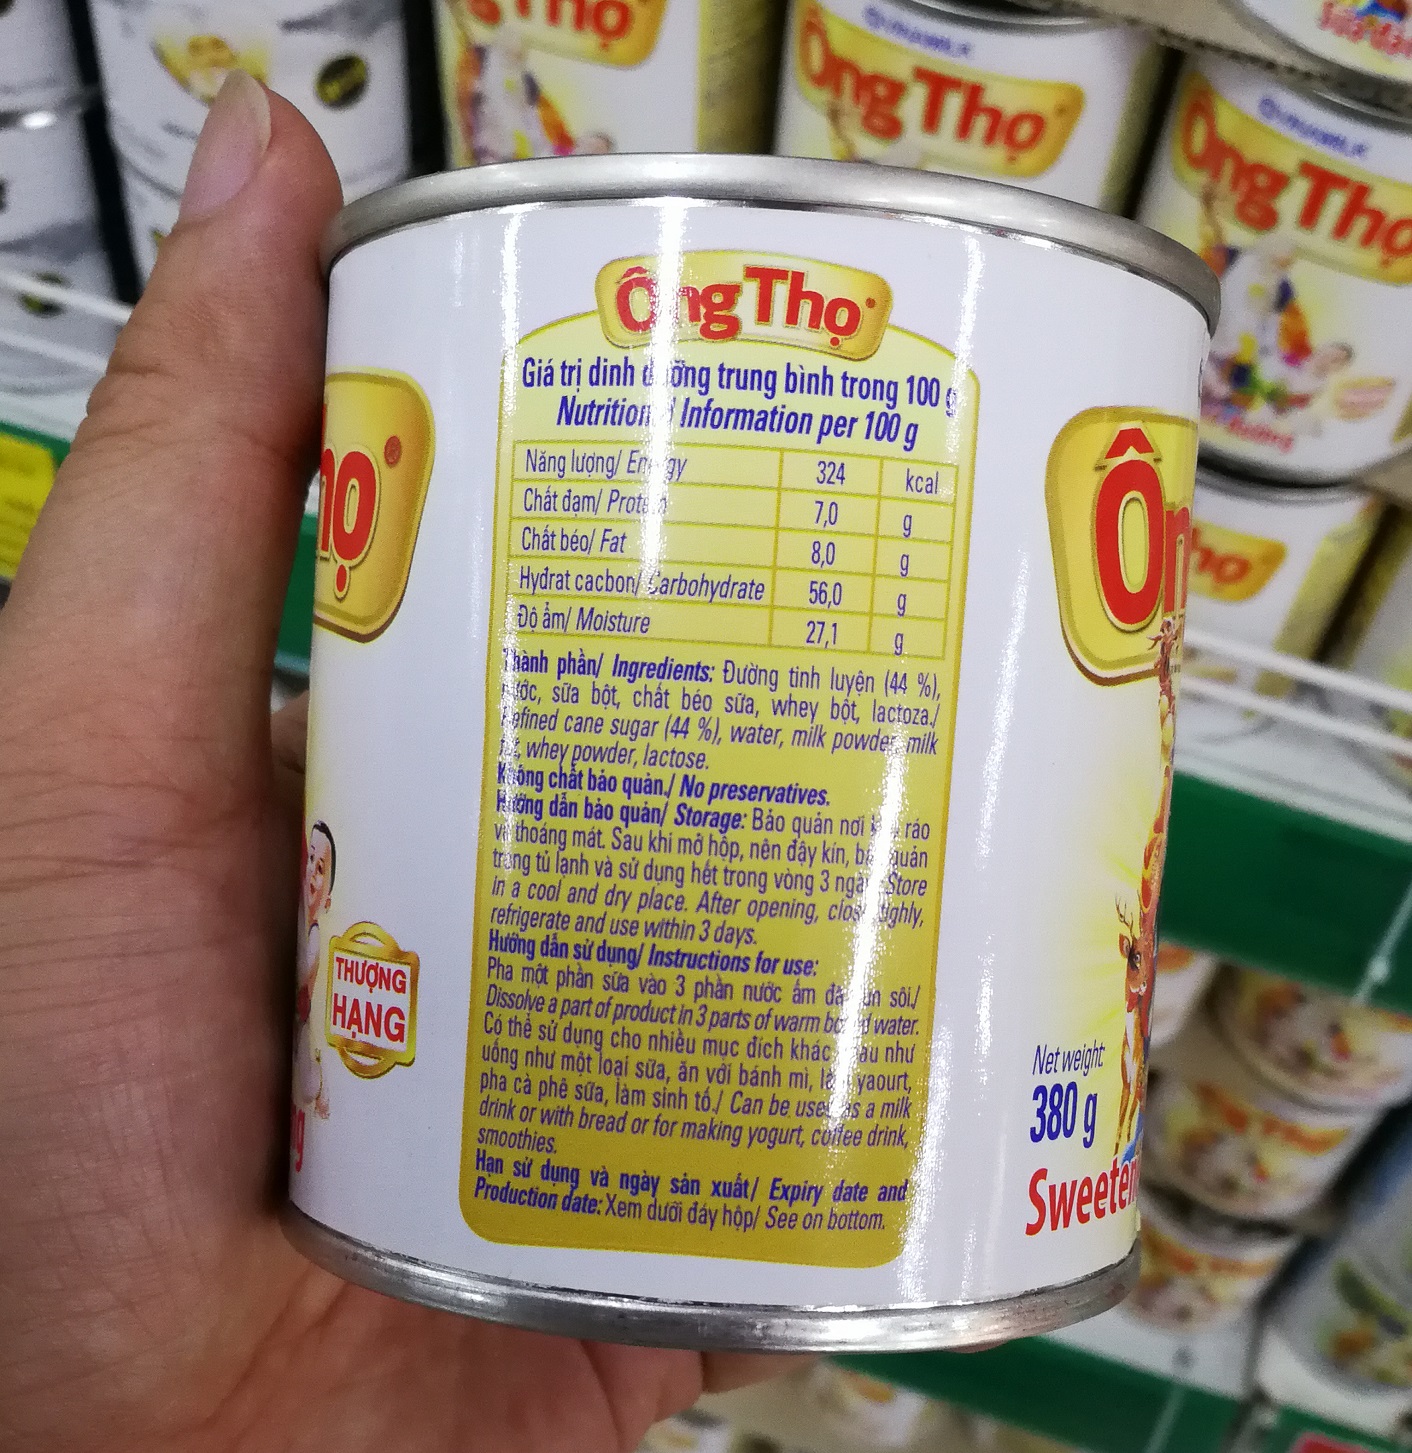 Ông Thọ
Giá trị dinh dưỡng trung bình trong 100 g
Nutritional Information per 100 g
Năng lượng/ Energy 324 kcal
Chất đạm/ Protein 7,0 g
Chất béo/ Fat 8,0 g
Hyđrat cacbon/ Carbohydrate 56,0 g
Độ ẩm/ Moisture 27,1 g
Thành phần/ Ingredients: Đường tinh luyện (44 %),
nước, sữa bột, chất béo sữa, whey bột, lactoza./
Refined cane sugar (44 %), water, milk powder, milk
fat, whey powder, lactose.
Không chất bảo quản./ No preservatives.
Hướng dẫn bảo quản/ Storage: Bảo quản nơi khô ráo
và thoáng mát. Sau khi mở hộp, nên đậy kín, bảo quản
trong tủ lạnh và sử dụng hết trong vòng 3 ngày./ Store
in a cool and dry place. After opening, close tighly,
refrigerate and use within 3 days.
Hướng dẫn sử dụng/ Instructions for use:
Pha một phần sữa vào 3 phần nước ấm đã đun sôi./
Dissolve a part of product in 3 parts of warm boiled water.
Có thể sử dụng cho nhiều mục đích khác nhau như
uống như một loại sữa, ăn với bánh mì, làm yaourt,
pha cà phê sữa, làm sinh tố./ Can be used as a milk
drink or with bread or for making yogurt, coffee drink,
smoothies.
Hạn sử dụng và ngày sản xuất/ Expiry date and
Production date: Xem dưới đáy hộp/ See on bottom.
THƯỢNG
HẠNG
Net weight:
380 g
Ông Thọ
VINAMILK
Ông Thọ